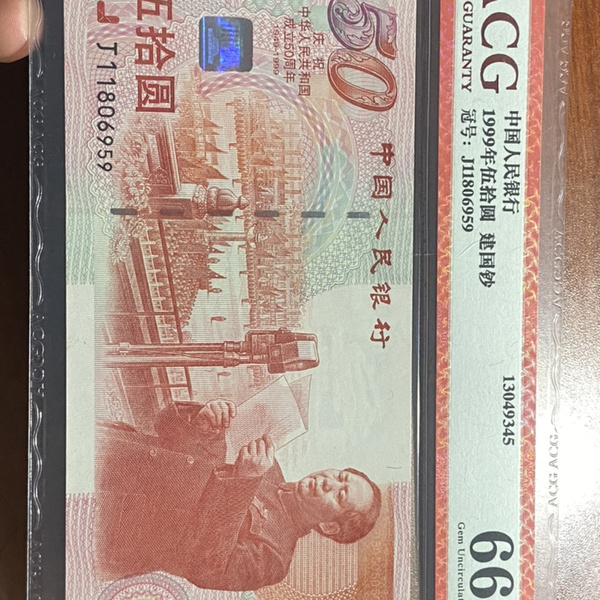 ACG
GUARANTY
中国人民银行
1999年伍拾圆 建国钞
冠号: J11806959
13049345
66
Gem Uncirculated
50
庆祝
中华人民共和国
成立50周年
1949-1999
中国人民银行
伍拾圆
J11806959